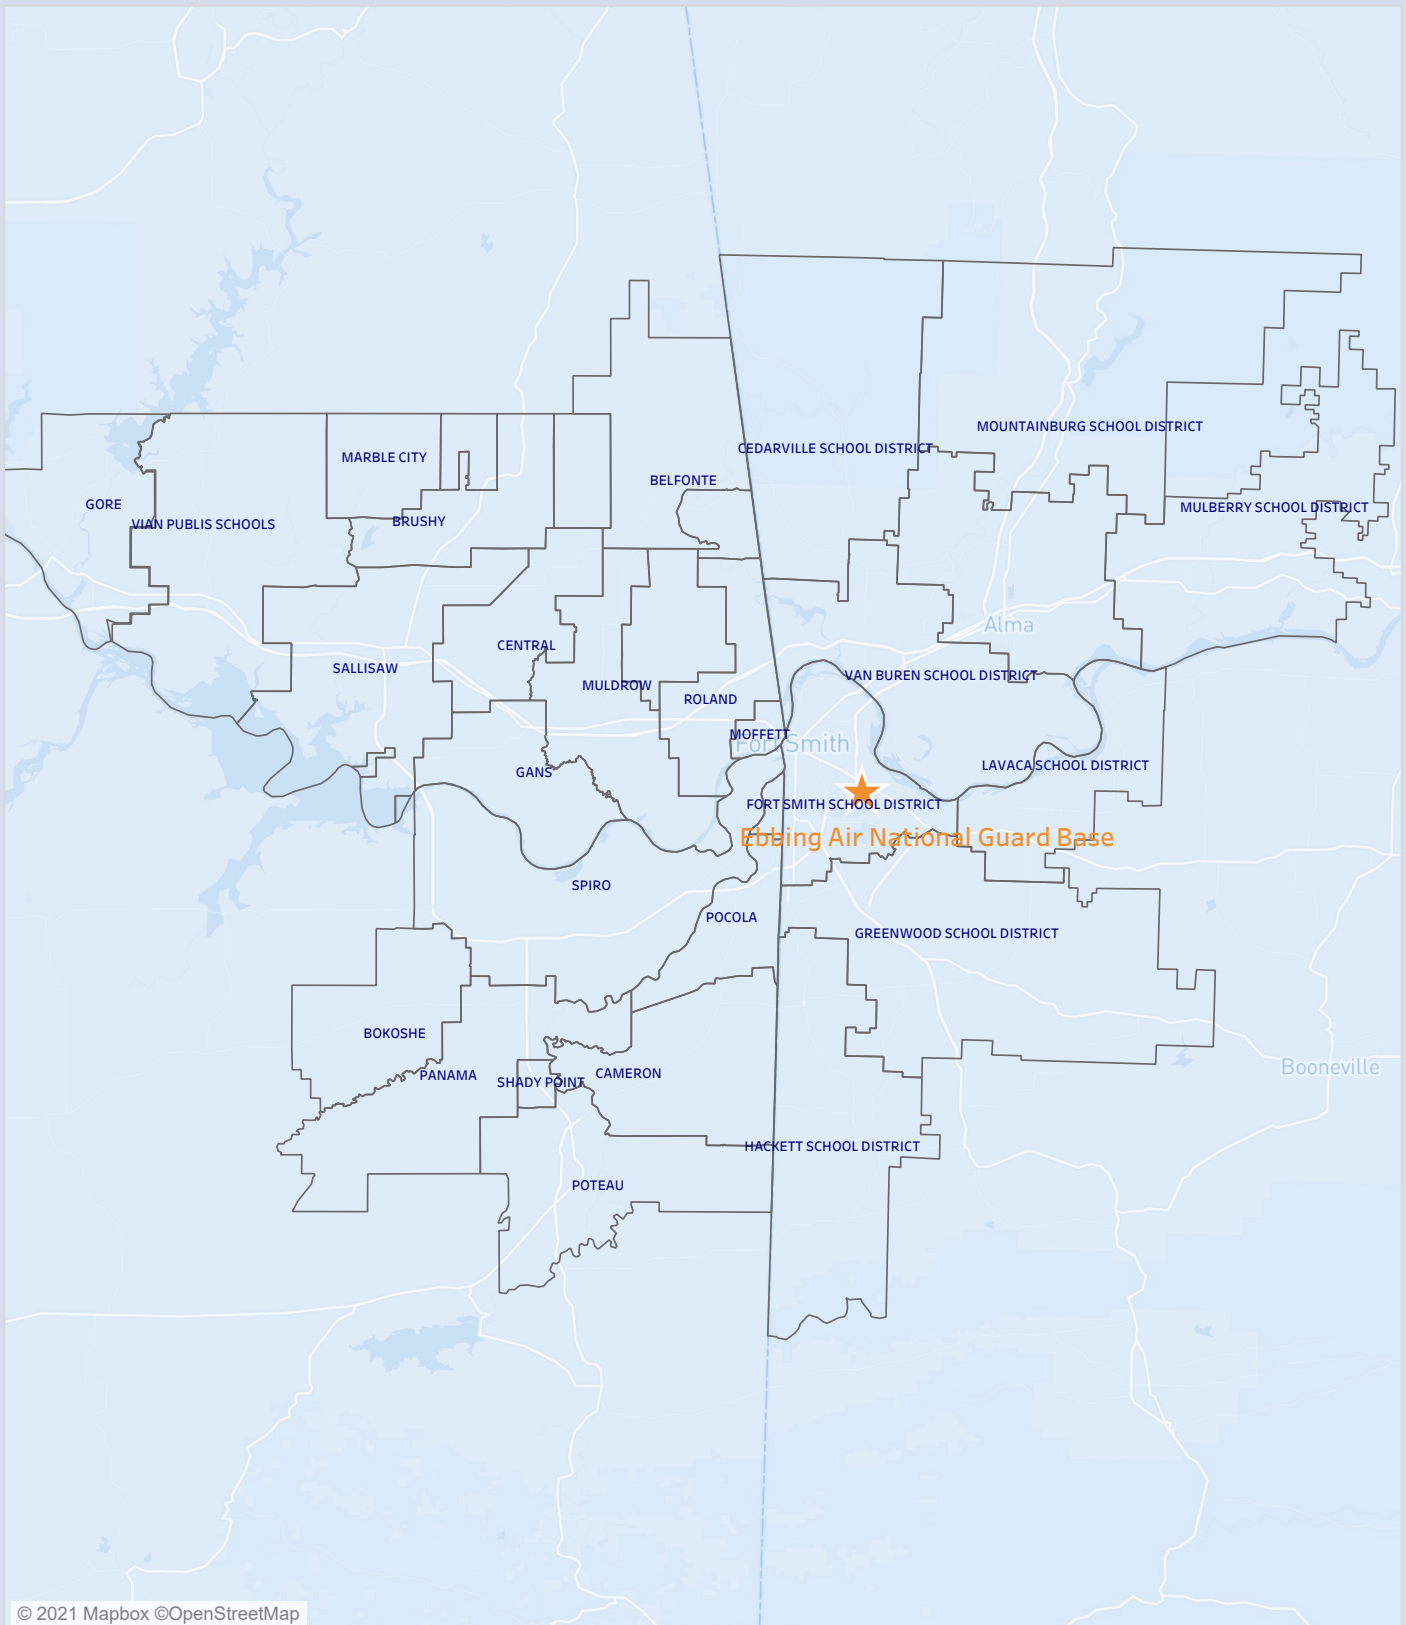 MOUNTAINBURG SCHOOL DISTRICT
CEDARVILLE SCHOOL DISTRICT
MARBLE CITY
BELFONTE
GORE
MULBERRY SCHOOL DISTRICT
VIAN PUBLIS SCHOOLS
BRUSHY
Alma
CENTRAL
SALLISAW
VAN BUREN SCHOOL DISTRICT
MULDROW
ROLAND
MOFFETT
Fort Smith
LAVACA SCHOOL DISTRICT
GANS
FORT SMITH SCHOOL DISTRICT
Ebbing Air National Guard Base
SPIRO
POCOLA
GREENWOOD SCHOOL DISTRICT
BOKOSHE
Booneville
PANAMA
SHADY POINT
CAMERON
HACKETT SCHOOL DISTRICT
POTEAU
© 2021 Mapbox ©OpenStreetMap